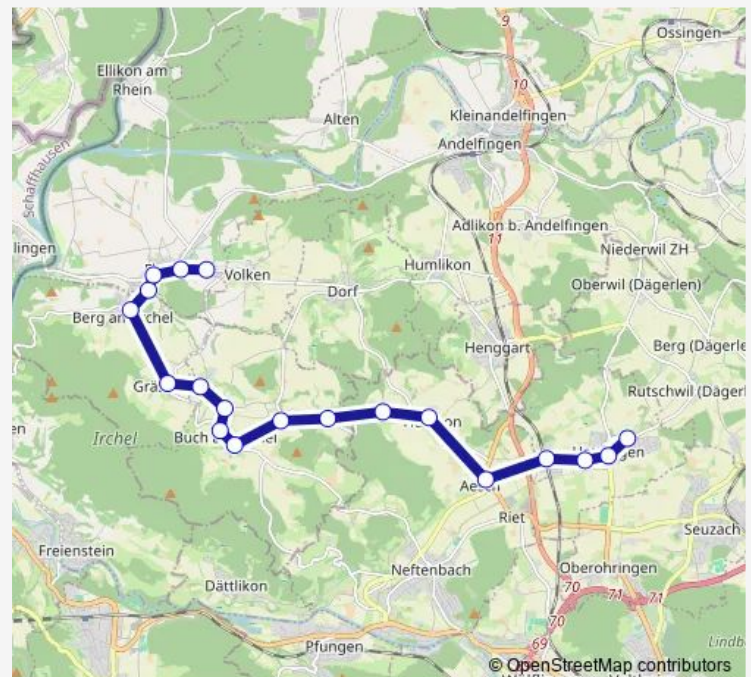 Ossingen
9
Ellikon am
Rhein
10
Alten
Kleinandelfingen
Andelfingen
Schaffhausen
Adlikon b. Andelfingen
11
lingen
Niederwil ZH
Volken
Humlikon
Oberwil (Dägerlen)
Dorf
Berg am Irchel
Henggart
Berg (Dägerle
Rutschwil (Dägerl
en
Irchel
Buch
Riet
Seuzach
Freienstein
Neftenbach
Oberohringen
Dättlikon
70
71
71
70
Pfungen
69
Lindb
© OpenStreetMap contributors